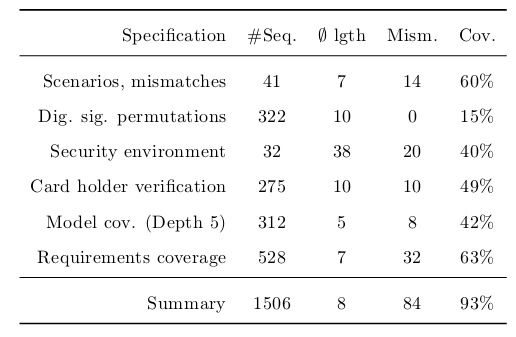 Specification #Seq. ∅ lgth Mism. Cov.
Scenarios, mismatches 41 7 14 60%
Dig. sig. permutations 322 10 0 15%
Security environment 32 38 20 40%
Card holder verification 275 10 10 49%
Model cov. (Depth 5) 312 5 8 42%
Requirements coverage 528 7 32 63%
Summary 1506 8 84 93%